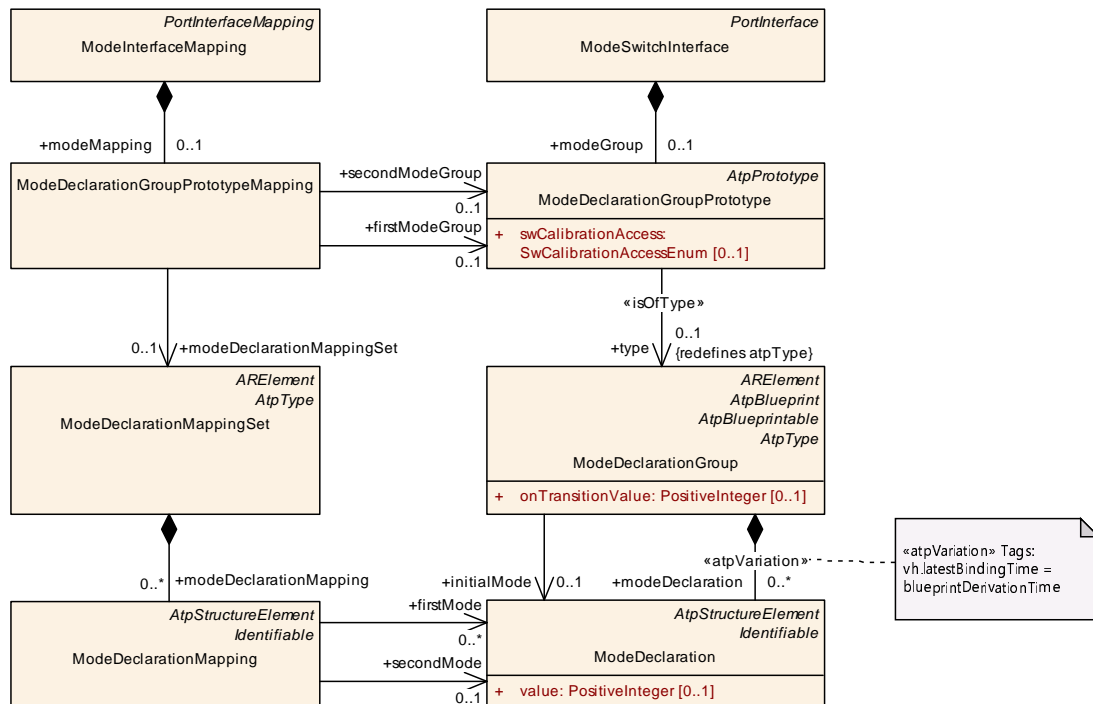 PortInterfaceMapping
ModeInterfaceMapping
PortInterface
ModeSwitchInterface
+modeMapping 0..1
+modeGroup 0..1
ModeDeclarationGroupPrototypeMapping
+secondModeGroup
0..1
+firstModeGroup
0..1
AtpPrototype
ModeDeclarationGroupPrototype
+ swCalibrationAccess:
SwCalibrationAccessEnum [0..1]
«isOfType»
0..1
+type {redefines atpType}
0..1 +modeDeclarationMappingSet
ARElement
AtpType
ModeDeclarationMappingSet
ARElement
AtpBlueprint
AtpBlueprintable
AtpType
ModeDeclarationGroup
+ onTransitionValue: PositiveInteger [0..1]
«atpVariation»
«atpVariation» Tags:
vh.latestBindingTime =
blueprintDerivationTime
0..* +modeDeclarationMapping
+initialMode 0..1
+modeDeclaration 0..*
AtpStructureElement
Identifiable
ModeDeclarationMapping
+firstMode
0..*
+secondMode
0..1
AtpStructureElement
Identifiable
ModeDeclaration
+ value: PositiveInteger [0..1]